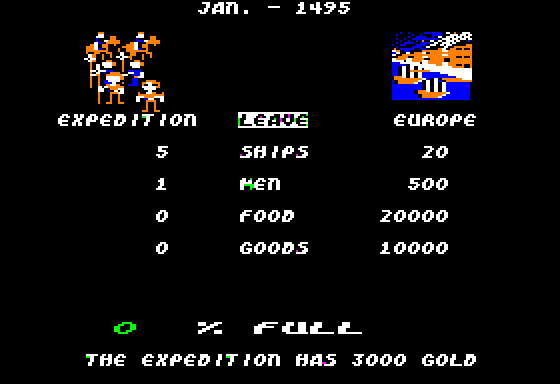 JAN. - 1495
EXPEDITION LEAVE EUROPE
5 SHIPS 20
1 MEN 500
0 FOOD 20000
0 GOODS 10000
0 % FULL
THE EXPEDITION HAS 3000 GOLD